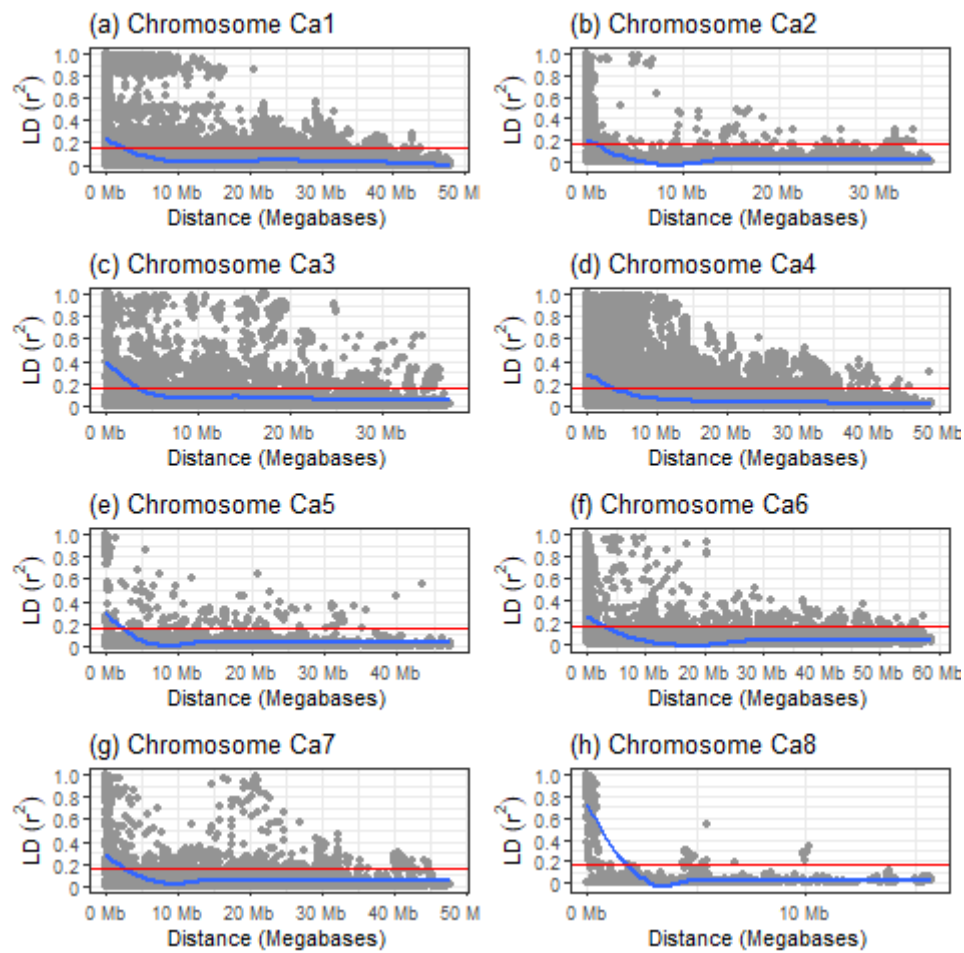 (a) Chromosome Ca1
LD (r²)
1.0
0.8
0.6
0.4
0.2
0
0 Mb 10 Mb 20 Mb 30 Mb 40 Mb 50 M
Distance (Megabases)
(b) Chromosome Ca2
LD (r²)
1.0
0.8
0.6
0.4
0.2
0
0 Mb 10 Mb 20 Mb 30 Mb
Distance (Megabases)
(c) Chromosome Ca3
LD (r²)
1.0
0.8
0.6
0.4
0.2
0
0 Mb 10 Mb 20 Mb 30 Mb
Distance (Megabases)
(d) Chromosome Ca4
LD (r²)
1.0
0.8
0.6
0.4
0.2
0
0 Mb 10 Mb 20 Mb 30 Mb 40 Mb 50 Mb
Distance (Megabases)
(e) Chromosome Ca5
LD (r²)
1.0
0.8
0.6
0.4
0.2
0
0 Mb 10 Mb 20 Mb 30 Mb 40 Mb
Distance (Megabases)
(f) Chromosome Ca6
LD (r²)
1.0
0.8
0.6
0.4
0.2
0
0 Mb 10 Mb 20 Mb 30 Mb 40 Mb 50 Mb 60 Mb
Distance (Megabases)
(g) Chromosome Ca7
LD (r²)
1.0
0.8
0.6
0.4
0.2
0
0 Mb 10 Mb 20 Mb 30 Mb 40 Mb 50 M
Distance (Megabases)
(h) Chromosome Ca8
LD (r²)
1.0
0.8
0.6
0.4
0.2
0
0 Mb 10 Mb
Distance (Megabases)